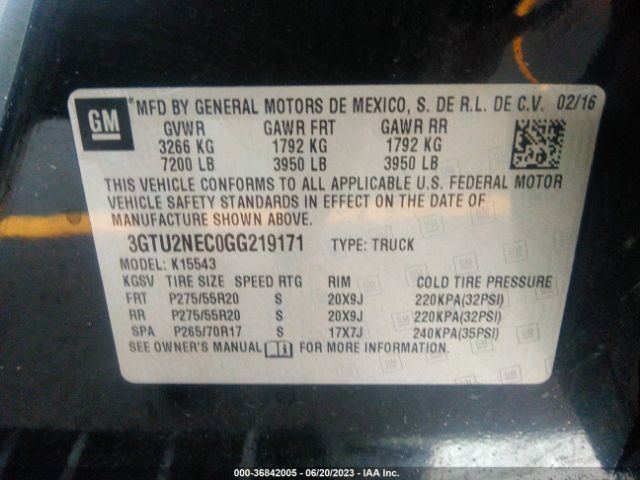 GM
MFD BY GENERAL MOTORS DE MEXICO, S. DE R.L. DE C.V. 02/16
GVWR GAWR FRT GAWR RR
3266 KG 1792 KG 1792 KG
7200 LB 3950 LB 3950 LB
THIS VEHICLE CONFORMS TO ALL APPLICABLE U.S. FEDERAL MOTOR
VEHICLE SAFETY STANDARDS IN EFFECT ON THE DATE OF
MANUFACTURE SHOWN ABOVE.
3GTU2NEC0GG219171 TYPE: TRUCK
MODEL: K15543
KGSV TIRE SIZE SPEED RTG RIM COLD TIRE PRESSURE
FRT P275/55R20 S 20X9J 220KPA(32PSI)
RR P275/55R20 S 20X9J 220KPA(32PSI)
SPA P265/70R17 S 17X7J 240KPA(35PSI)
SEE OWNER'S MANUAL FOR MORE INFORMATION.
000-36842005 - 06/20/2023 - IAA Inc.